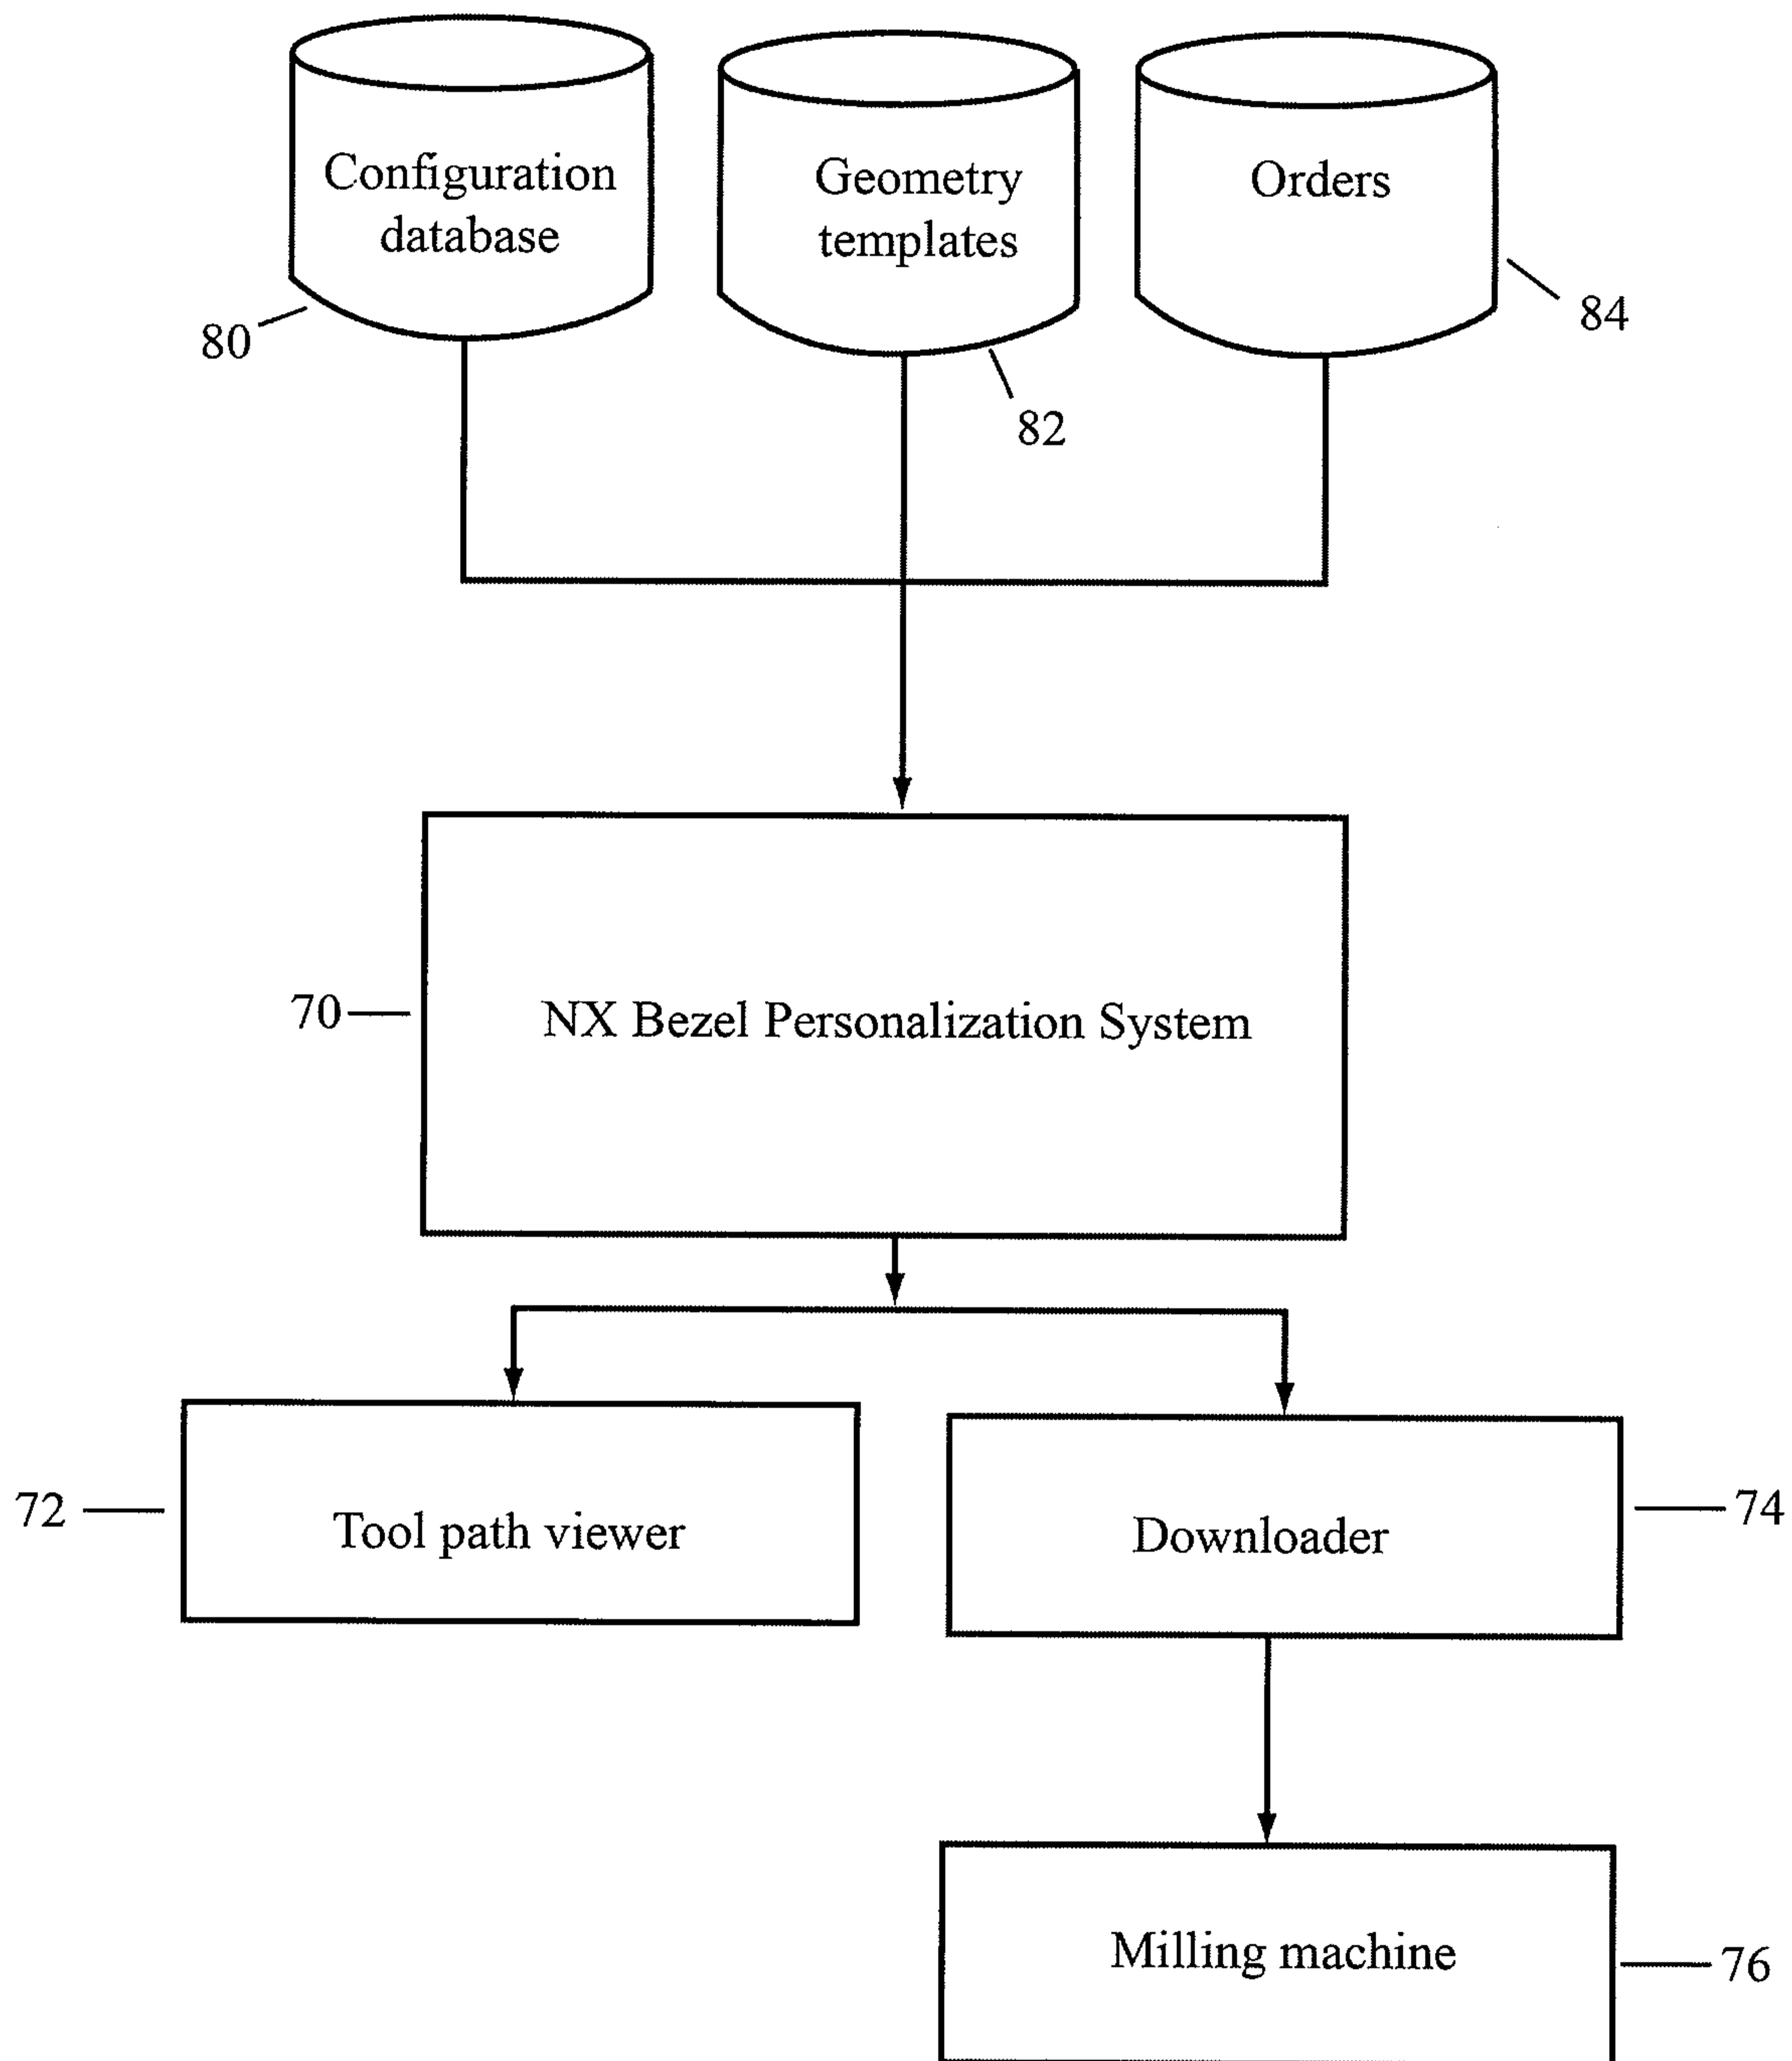 Configuration
database
Geometry
templates
Orders
80
82
84
70
NX Bezel Personalization System
72
Tool path viewer
Downloader
74
Milling machine
76